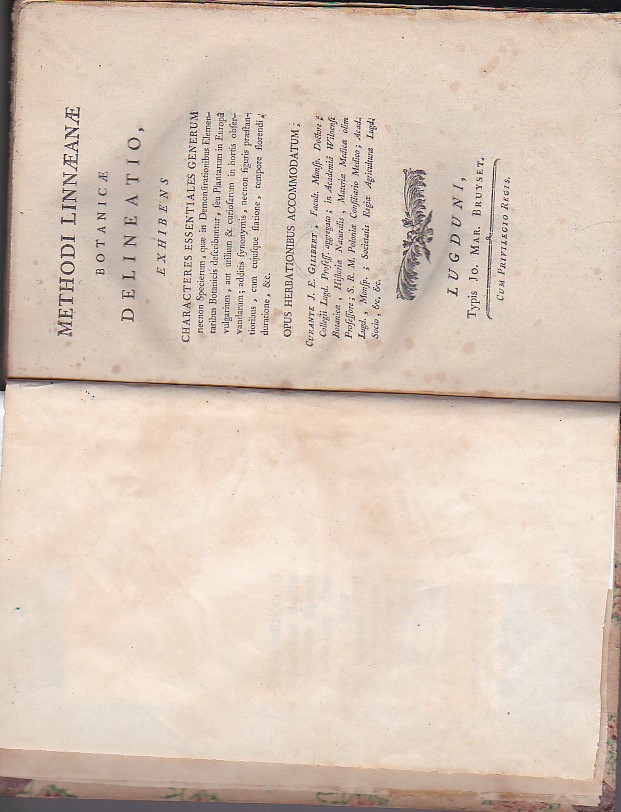 METHODI LINNÆANÆ
BOTANICÆ
DELINEATIO,
EXHIBENS
CHARACTERES ESSENTIALES GENERUM
necnon Specierum, quæ in Demonſtrationibus Elemen-
taribus Botanicis deſcribuntur, ſeu Plantarum in Europâ
vulgarium, aut utilium & curioſarum in hortis obſer-
vandarum; additis ſynonymis, necnon figuris præſtan-
tioribus, cum cujuſque ſtatione, tempore florendi,
duratione, &c.
OPUS HERBATIONIBUS ACCOMMODATUM;
CURANTE J. E. GILIBERT, Facult. Monſp. Doctore;
Collegii Lugd. Profeſſ. aggregato; in Academiâ Wilnenſi
Botanicæ, Hiſtoriæ Naturalis, Materiæ Medicæ olim
Profeſſore; S. R. M. Poloniæ Conſiliario Medico; Acad.
Lugd., Monſp.; Societatis Regiæ Agriculturæ Lugd.
Socio, &c. &c.
LUGDUNI,
Typis JO. MAR. BRUYSET.
CUM PRIVILEGIO REGIS.